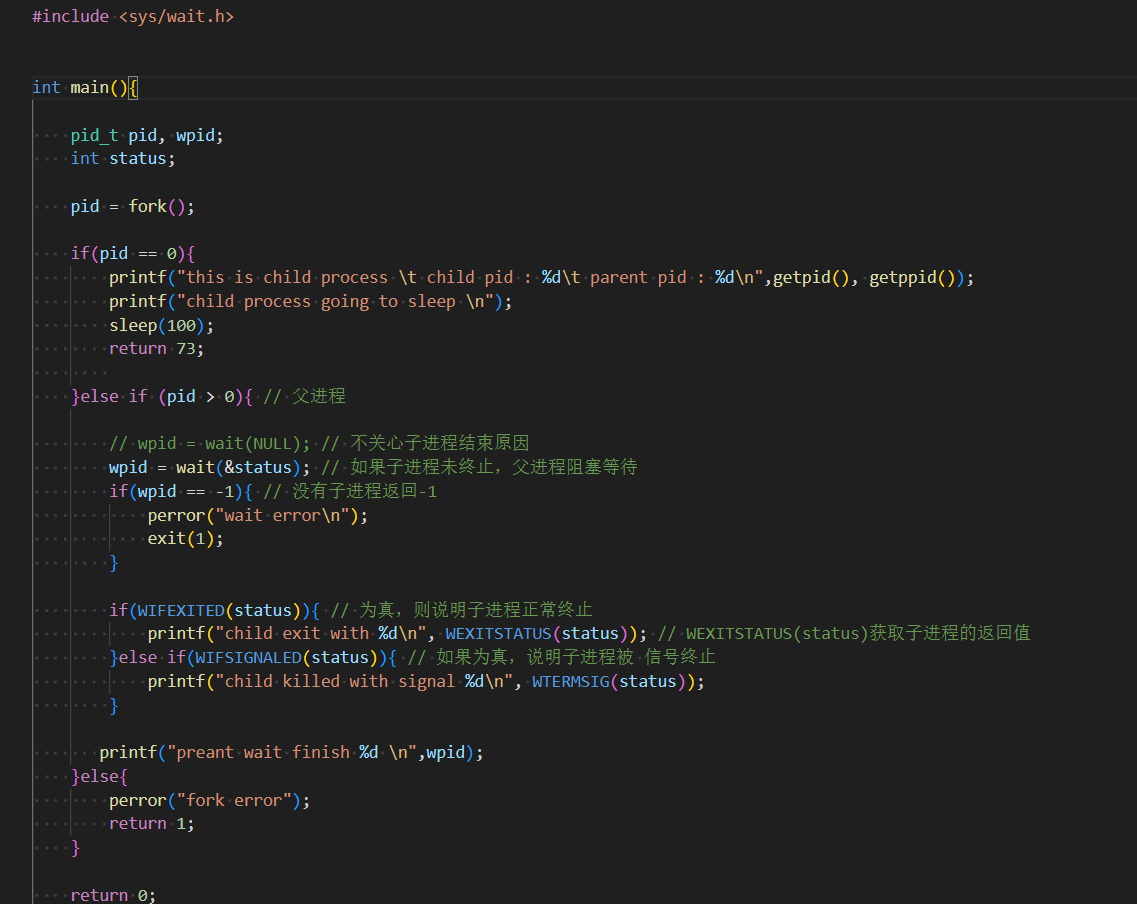 #include <sys/wait.h>
int main(){
pid_t pid, wpid;
int status;
pid = fork();
if(pid == 0){
printf("this is child process \t child pid : %d\t parent pid : %d\n",getpid(), getppid());
printf("child process going to sleep \n");
sleep(100);
return 73;
}else if (pid > 0){ // 父进程
// wpid = wait(NULL); // 不关心子进程结束原因
wpid = wait(&status); // 如果子进程未终止，父进程阻塞等待
if(wpid == -1){ // 没有子进程返回-1
perror("wait error\n");
exit(1);
}
if(WIFEXITED(status)){ // 为真，则说明子进程正常终止
printf("child exit with %d\n", WEXITSTATUS(status)); // WEXITSTATUS(status)获取子进程的返回值
}else if(WIFSIGNALED(status)){ // 如果为真，说明子进程被 信号终止
printf("child killed with signal %d\n", WTERMSIG(status));
}
printf("preant wait finish %d \n",wpid);
}else{
perror("fork error");
return 1;
}
return 0;